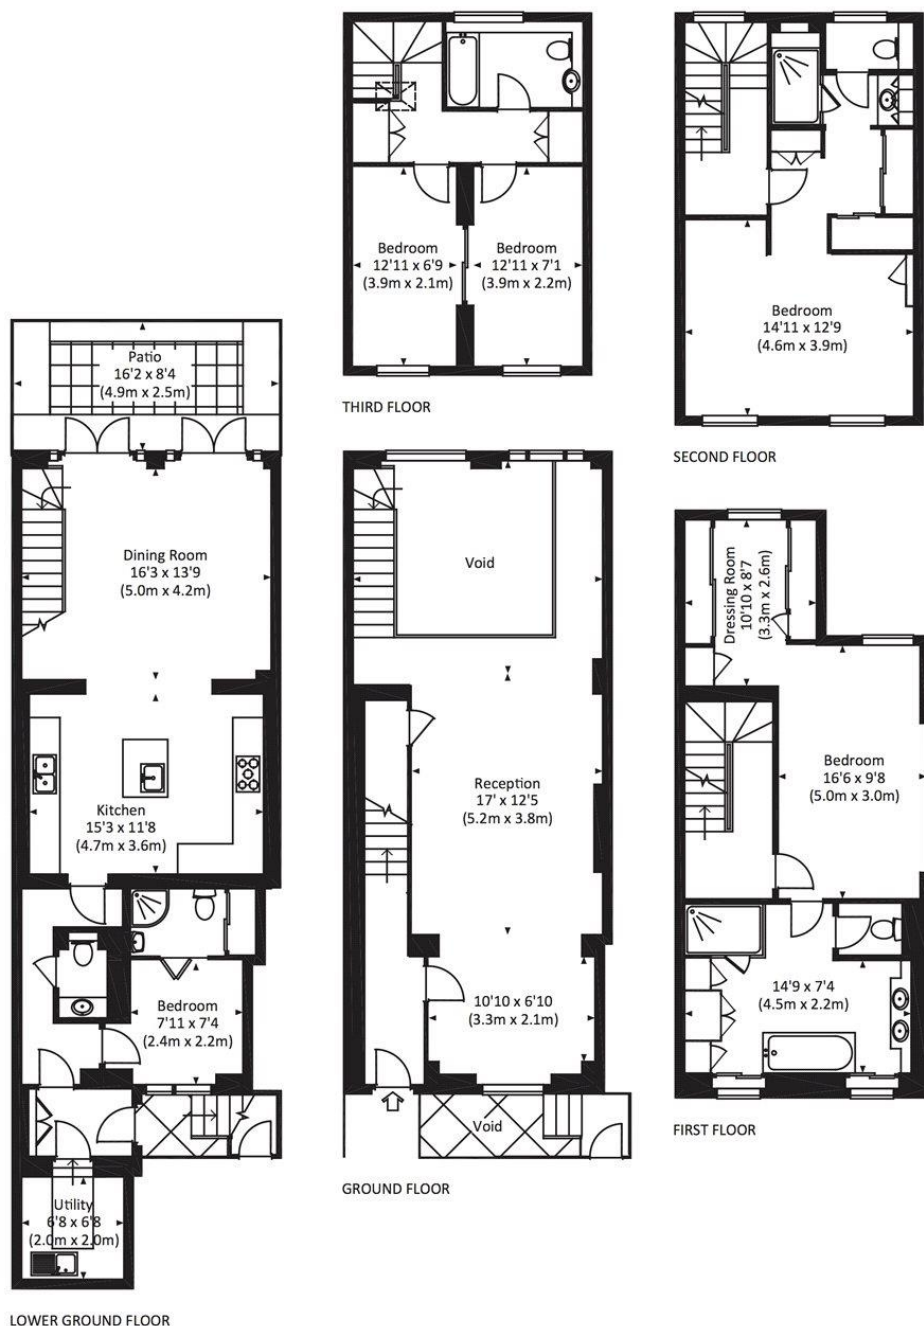 Bedroom
12'11 x 6'9
(3.9m x 2.1m)
Bedroom
12'11 x 7'1
(3.9m x 2.2m)
THIRD FLOOR
Bedroom
14'11 x 12'9
(4.6m x 3.9m)
SECOND FLOOR
Patio
16'2 x 8'4
(4.9m x 2.5m)
Dining Room
16'3 x 13'9
(5.0m x 4.2m)
Kitchen
15'3 x 11'8
(4.7m x 3.6m)
Bedroom
7'11 x 7'4
(2.4m x 2.2m)
Utility
6'8 x 6'8
(2.0m x 2.0m)
LOWER GROUND FLOOR
Void
Reception
17' x 12'5
(5.2m x 3.8m)
10'10 x 6'10
(3.3m x 2.1m)
Void
GROUND FLOOR
Dressing Room
10'10 x 8'7
(3.3m x 2.6m)
Bedroom
16'6 x 9'8
(5.0m x 3.0m)
14'9 x 7'4
(4.5m x 2.2m)
FIRST FLOOR